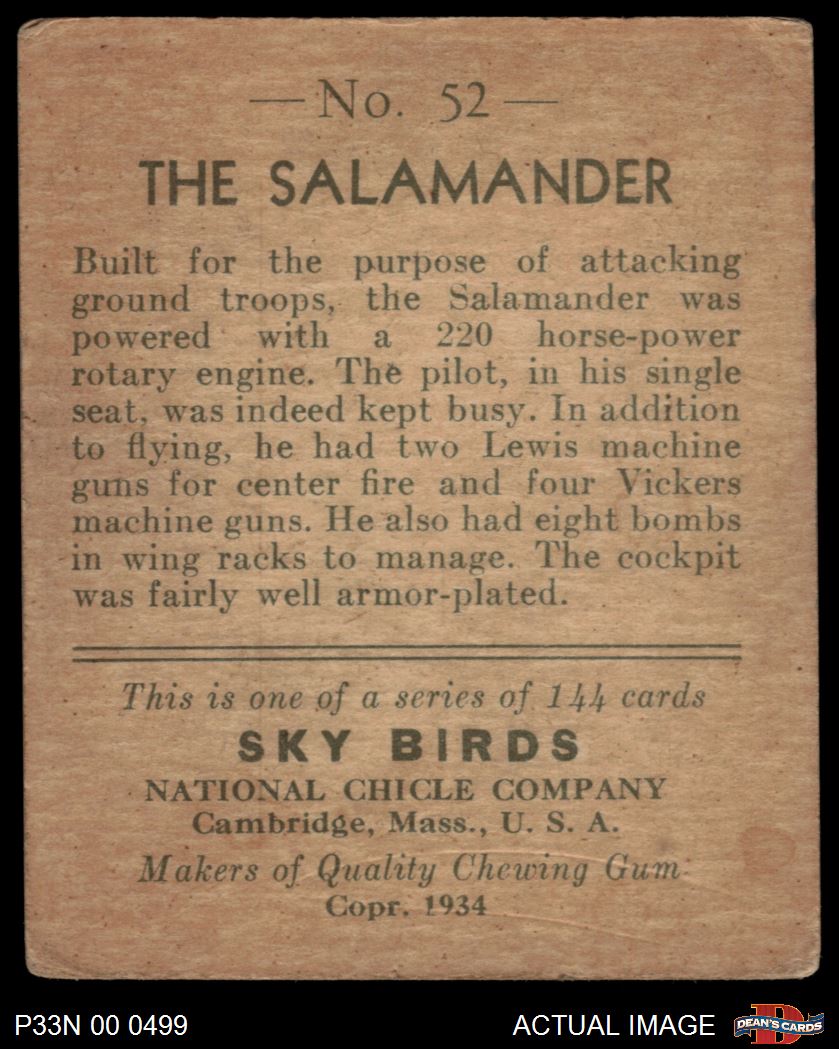 — No. 52 —
THE SALAMANDER
Built for the purpose of attacking
ground troops, the Salamander was
powered with a 220 horse-power
rotary engine. The pilot, in his single
seat, was indeed kept busy. In addition
to flying, he had two Lewis machine
guns for center fire and four Vickers
machine guns. He also had eight bombs
in wing racks to manage. The cockpit
was fairly well armor-plated.
This is one of a series of 144 cards
SKY BIRDS
NATIONAL CHICLE COMPANY
Cambridge, Mass., U. S. A.
Makers of Quality Chewing Gum
Copr. 1934
P33N 00 0499
ACTUAL IMAGE
D
DEAN'S CARDS